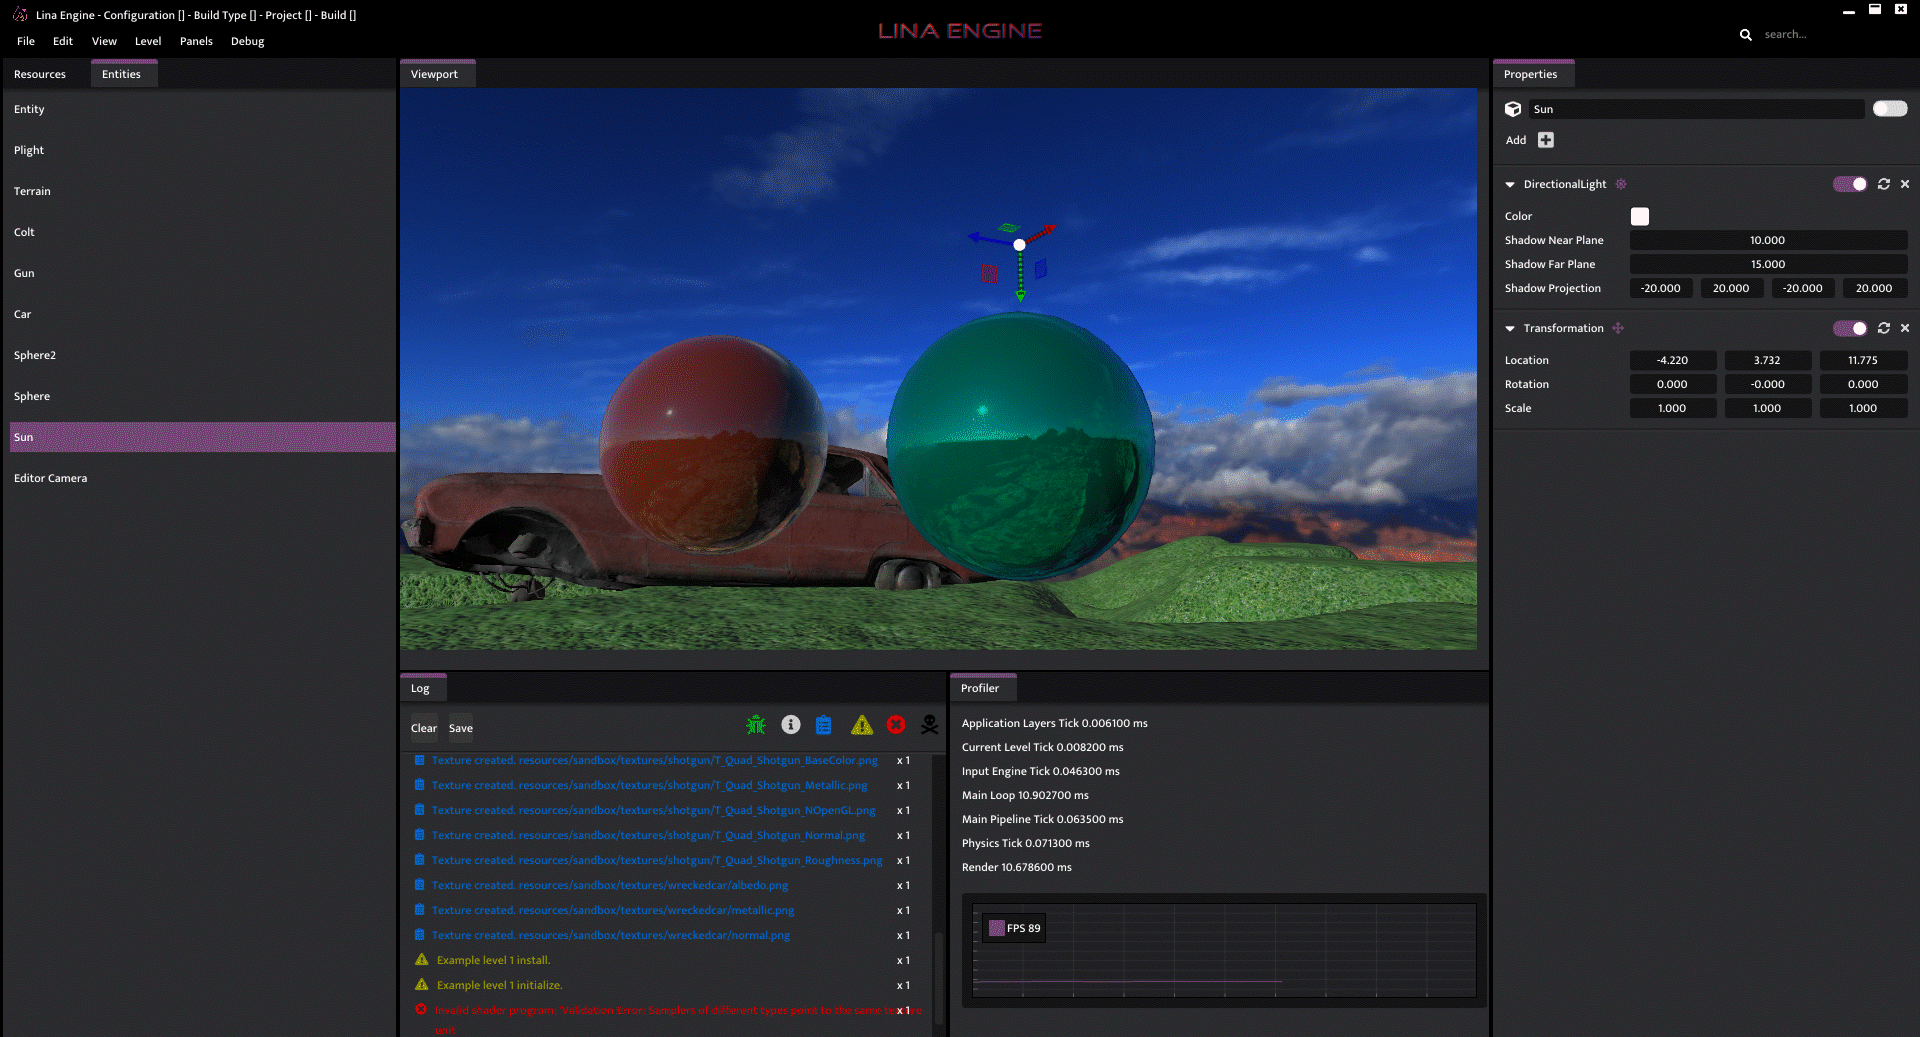 Lina Engine - Configuration [] - Build Type [] - Project [] - Build []
LINA ENGINE
File Edit View Level Panels Debug
search...
Resources Entities
Entity
Plight
Terrain
Colt
Gun
Car
Sphere2
Sphere
Sun
Editor Camera
Viewport
Log
Clear Save
Texture created. resources/sandbox/textures/shotgun/T_Quad_Shotgun_BaseColor.png x 1
Texture created. resources/sandbox/textures/shotgun/T_Quad_Shotgun_Metallic.png x 1
Texture created. resources/sandbox/textures/shotgun/T_Quad_Shotgun_NOpenGL.png x 1
Texture created. resources/sandbox/textures/shotgun/T_Quad_Shotgun_Normal.png x 1
Texture created. resources/sandbox/textures/shotgun/T_Quad_Shotgun_Roughness.png x 1
Texture created. resources/sandbox/textures/wreckedcar/albedo.png x 1
Texture created. resources/sandbox/textures/wreckedcar/metallic.png x 1
Texture created. resources/sandbox/textures/wreckedcar/normal.png x 1
Example level 1 install. x 1
Example level 1 initialize. x 1
Invalid shader program: 'Validation Error: Samplers of different types point to the same texture x 1
unit
Profiler
Application Layers Tick 0.006100 ms
Current Level Tick 0.008200 ms
Input Engine Tick 0.046300 ms
Main Loop 10.902700 ms
Main Pipeline Tick 0.063500 ms
Physics Tick 0.071300 ms
Render 10.678600 ms
FPS 89
Properties
Sun
Add
DirectionalLight
Color
Shadow Near Plane 10.000
Shadow Far Plane 15.000
Shadow Projection -20.000 20.000 -20.000 20.000
Transformation
Location -4.220 3.732 11.775
Rotation 0.000 -0.000 0.000
Scale 1.000 1.000 1.000